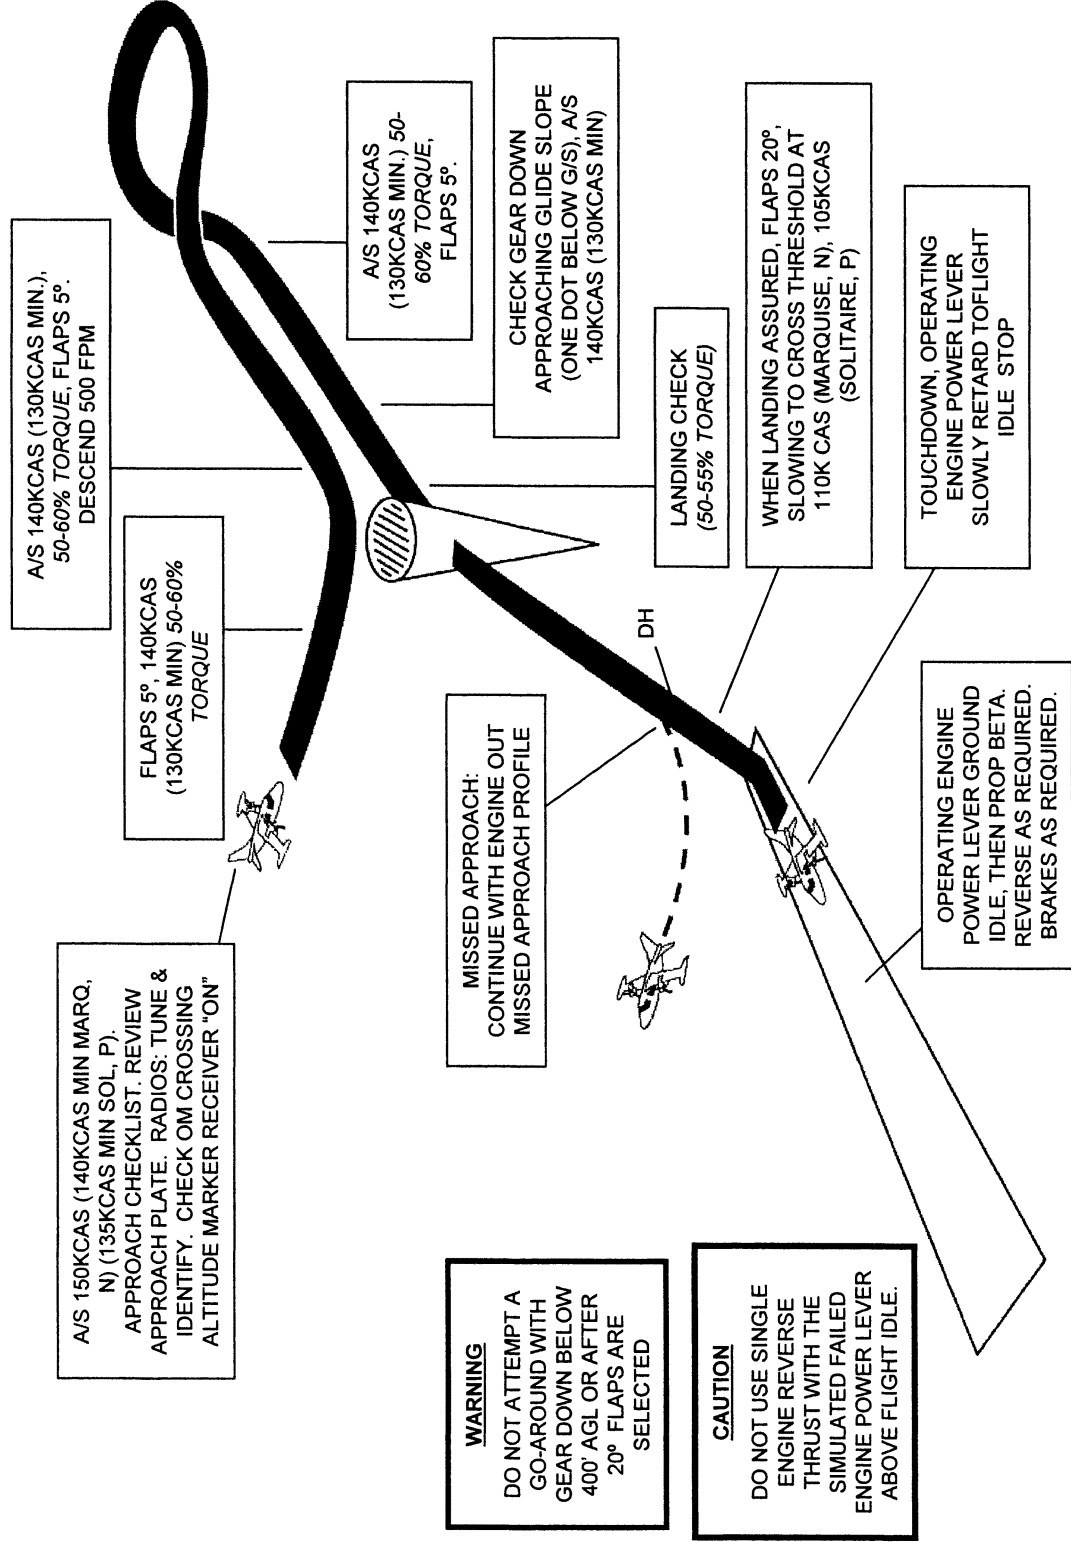 A/S 150KCAS (140KCAS MIN MARQ,
N) (135KCAS MIN SOL, P).
APPROACH CHECKLIST. REVIEW
APPROACH PLATE. RADIOS: TUNE &
IDENTIFY. CHECK OM CROSSING
ALTITUDE MARKER RECEIVER "ON"
FLAPS 5º, 140KCAS
(130KCAS MIN) 50-60%
TORQUE
A/S 140KCAS (130KCAS MIN.),
50-60% TORQUE, FLAPS 5º.
DESCEND 500 FPM
A/S 140KCAS
(130KCAS MIN.) 50-
60% TORQUE,
FLAPS 5º.
CHECK GEAR DOWN
APPROACHING GLIDE SLOPE
(ONE DOT BELOW G/S), A/S
140KCAS (130KCAS MIN)
LANDING CHECK
(50-55% TORQUE)
DH
MISSED APPROACH:
CONTINUE WITH ENGINE OUT
MISSED APPROACH PROFILE
WHEN LANDING ASSURED, FLAPS 20º,
SLOWING TO CROSS THRESHOLD AT
110K CAS (MARQUISE, N), 105KCAS
(SOLITAIRE, P)
TOUCHDOWN, OPERATING
ENGINE POWER LEVER
SLOWLY RETARD TOFLIGHT
IDLE STOP
OPERATING ENGINE
POWER LEVER GROUND
IDLE, THEN PROP BETA.
REVERSE AS REQUIRED.
BRAKES AS REQUIRED.
WARNING
DO NOT ATTEMPT A
GO-AROUND WITH
GEAR DOWN BELOW
400' AGL OR AFTER
20º FLAPS ARE
SELECTED
CAUTION
DO NOT USE SINGLE
ENGINE REVERSE
THRUST WITH THE
SIMULATED FAILED
ENGINE POWER LEVER
ABOVE FLIGHT IDLE.